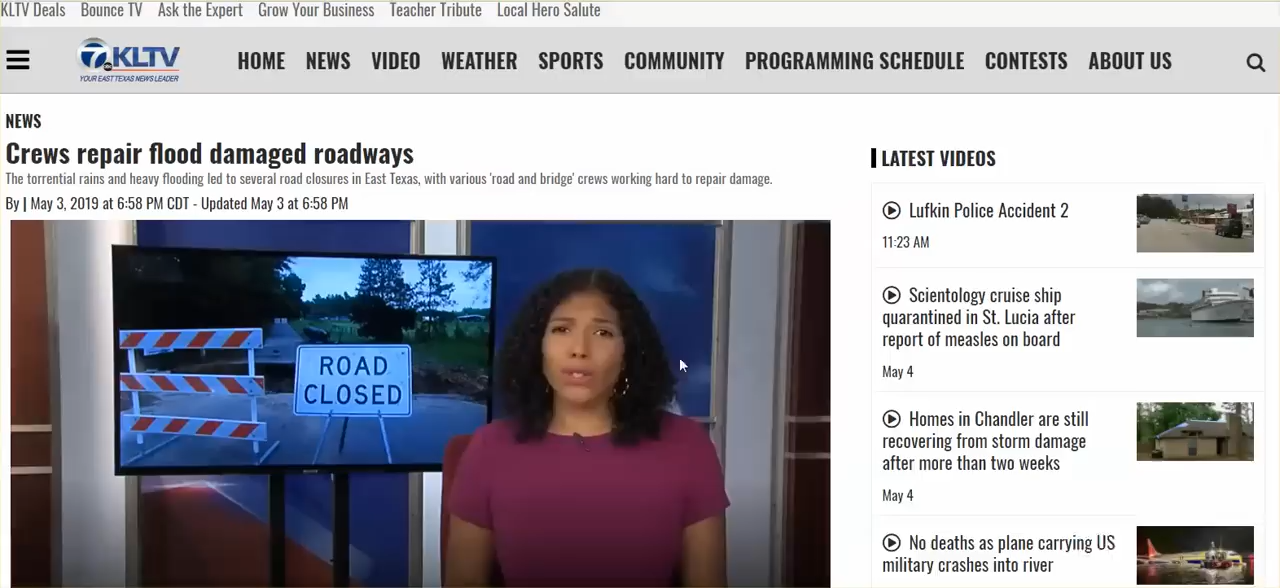 KLTV Deals Bounce TV Ask the Expert Grow Your Business Teacher Tribute Local Hero Salute
7 KLTV
YOUR EAST TEXAS NEWS LEADER
HOME NEWS VIDEO WEATHER SPORTS COMMUNITY PROGRAMMING SCHEDULE CONTESTS ABOUT US
NEWS
Crews repair flood damaged roadways
The torrential rains and heavy flooding led to several road closures in East Texas, with various 'road and bridge' crews working hard to repair damage.
By | May 3, 2019 at 6:58 PM CDT - Updated May 3 at 6:58 PM
ROAD
CLOSED
LATEST VIDEOS
Lufkin Police Accident 2
11:23 AM
Scientology cruise ship
quarantined in St. Lucia after
report of measles on board
May 4
Homes in Chandler are still
recovering from storm damage
after more than two weeks
May 4
No deaths as plane carrying US
military crashes into river